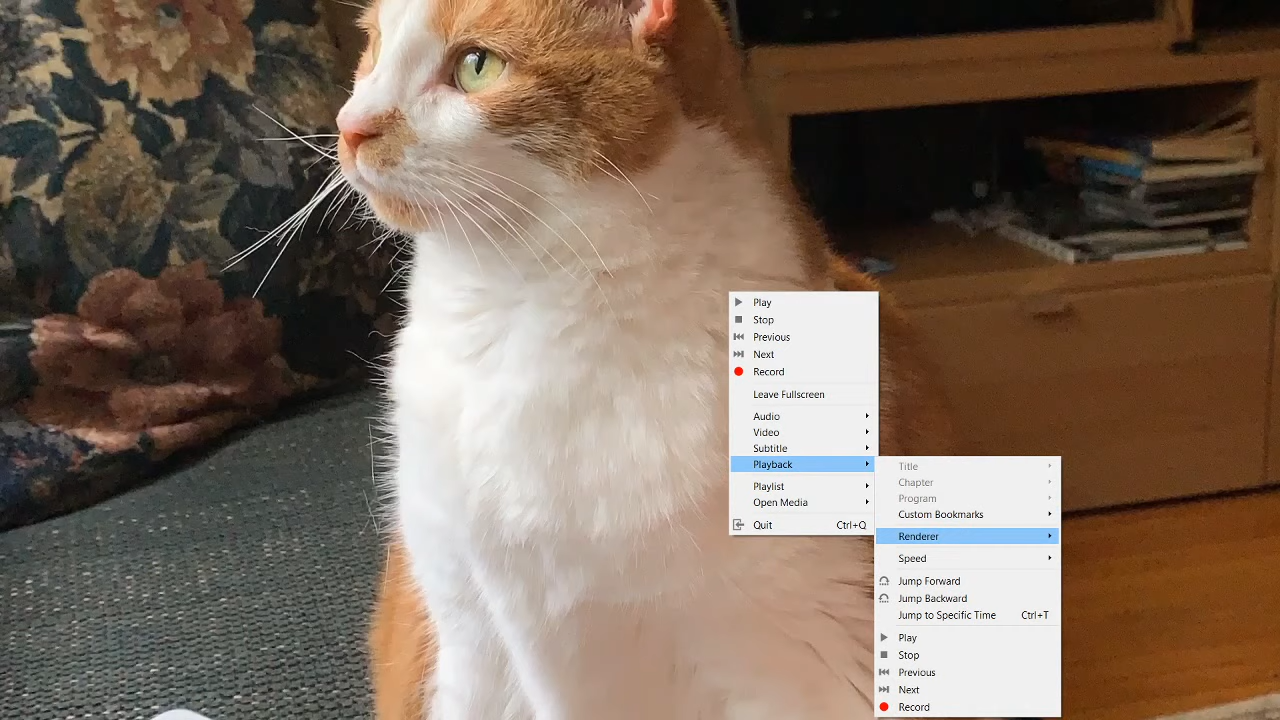 Play
Stop
Previous
Next
Record
Leave Fullscreen
Audio
Video
Subtitle
Playback
Playlist
Open Media
Quit Ctrl+Q
Title
Chapter
Program
Custom Bookmarks
Renderer
Speed
Jump Forward
Jump Backward
Jump to Specific Time Ctrl+T
Play
Stop
Previous
Next
Record